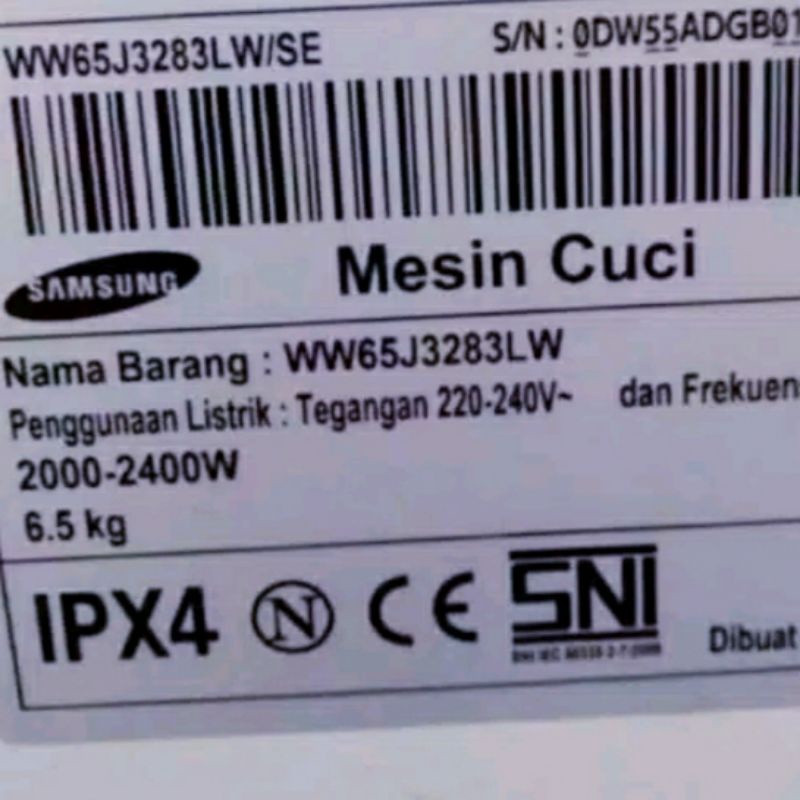 WW65J3283LW/SE
S/N : 0DW55ADGB01
SAMSUNG
Mesin Cuci
Nama Barang : WW65J3283LW
Penggunaan Listrik : Tegangan 220-240V~ dan Frekuen
2000-2400W
6.5 kg
IPX4 N CE SNI
Dibuat